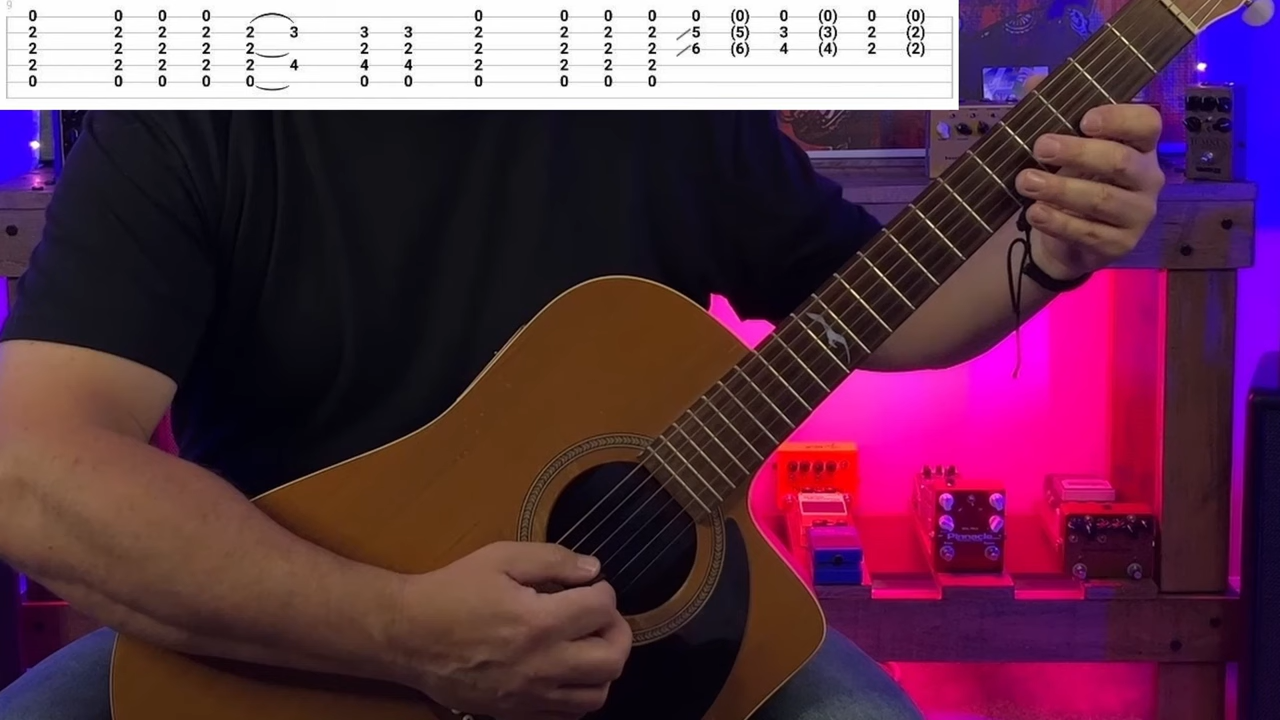 9
0 0 0 0 0 0 0 0 0 (0) 0 (0) 0 (0)
2 2 2 2 2 3 3 3 2 2 2 2 5 (5) 3 (3) 2 (2)
2 2 2 2 2 2 2 2 2 2 2 6 (6) 4 (4) 2 (2)
2 2 2 2 2 4 4 4 2 2 2 2
0 0 0 0 0 0 0 0 0 0 0
Pinnacle